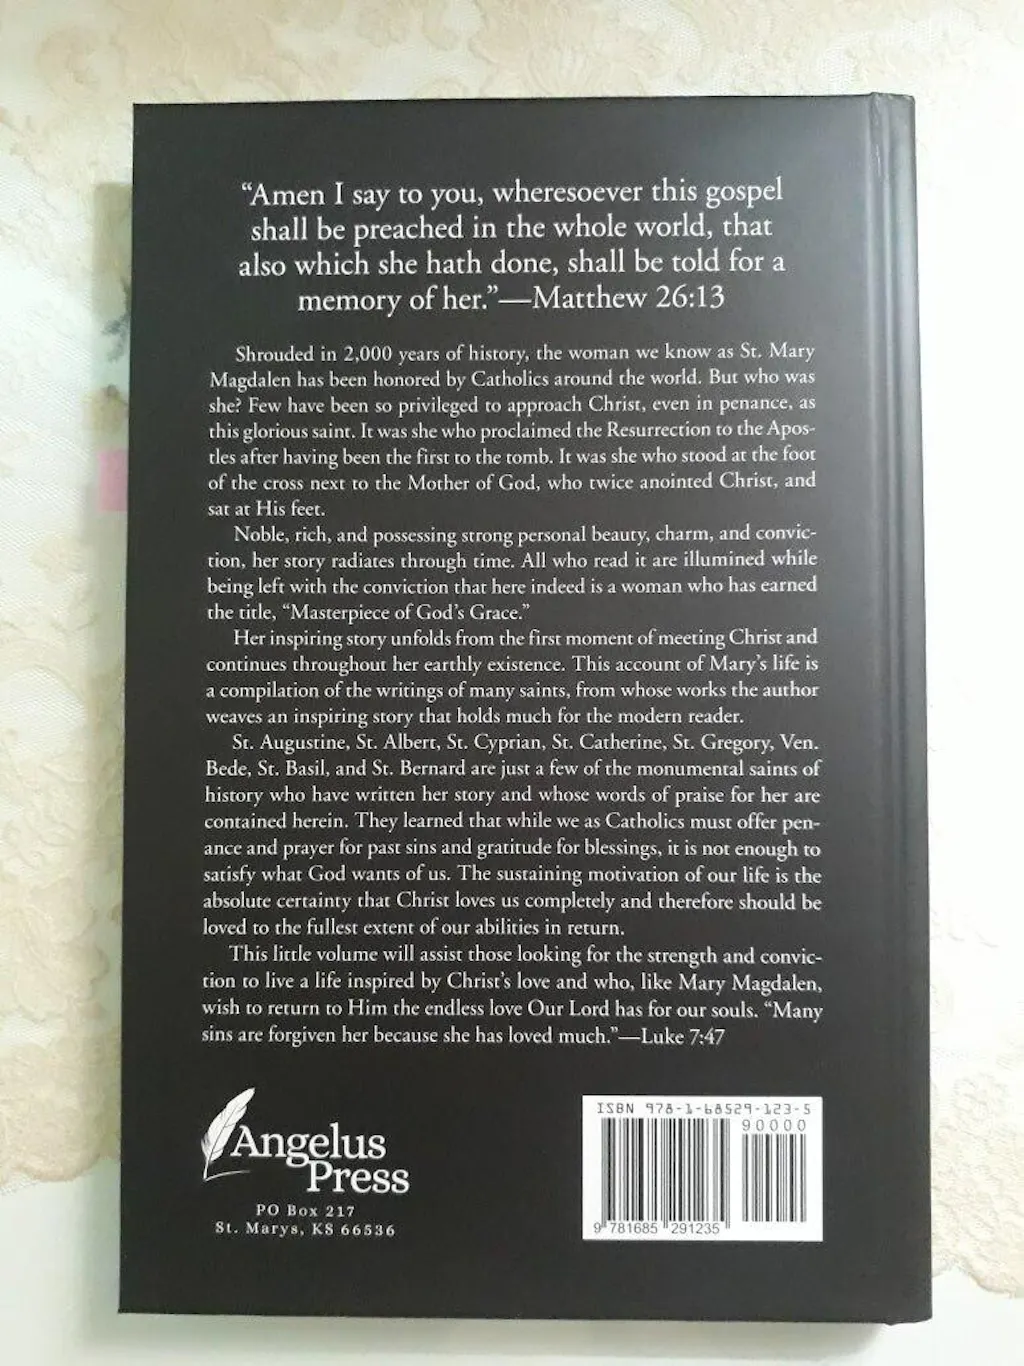 “Amen I say to you, wheresoever this gospel
shall be preached in the whole world, that
also which she hath done, shall be told for a
memory of her.”—Matthew 26:13
Shrouded in 2,000 years of history, the woman we know as St. Mary
Magdalen has been honored by Catholics around the world. But who was
she? Few have been so privileged to approach Christ, even in penance, as
this glorious saint. It was she who proclaimed the Resurrection to the Apos-
tles after having been the first to the tomb. It was she who stood at the foot
of the cross next to the Mother of God, who twice anointed Christ, and
sat at His feet.
Noble, rich, and possessing strong personal beauty, charm, and convic-
tion, her story radiates through time. All who read it are illumined while
being left with the conviction that here indeed is a woman who has earned
the title, “Masterpiece of God’s Grace.”
Her inspiring story unfolds from the first moment of meeting Christ and
continues throughout her earthly existence. This account of Mary’s life is
a compilation of the writings of many saints, from whose works the author
weaves an inspiring story that holds much for the modern reader.
St. Augustine, St. Albert, St. Cyprian, St. Catherine, St. Gregory, Ven.
Bede, St. Basil, and St. Bernard are just a few of the monumental saints of
history who have written her story and whose words of praise for her are
contained herein. They learned that while we as Catholics must offer pen-
ance and prayer for past sins and gratitude for blessings, it is not enough to
satisfy what God wants of us. The sustaining motivation of our life is the
absolute certainty that Christ loves us completely and therefore should be
loved to the fullest extent of our abilities in return.
This little volume will assist those looking for the strength and convic-
tion to live a life inspired by Christ’s love and who, like Mary Magdalen,
wish to return to Him the endless love Our Lord has for our souls. “Many
sins are forgiven her because she has loved much.”—Luke 7:47
Angelus
Press
PO Box 217
St. Marys, KS 66536
ISBN 978-1-68529-123-5
90000
9 781685 291235